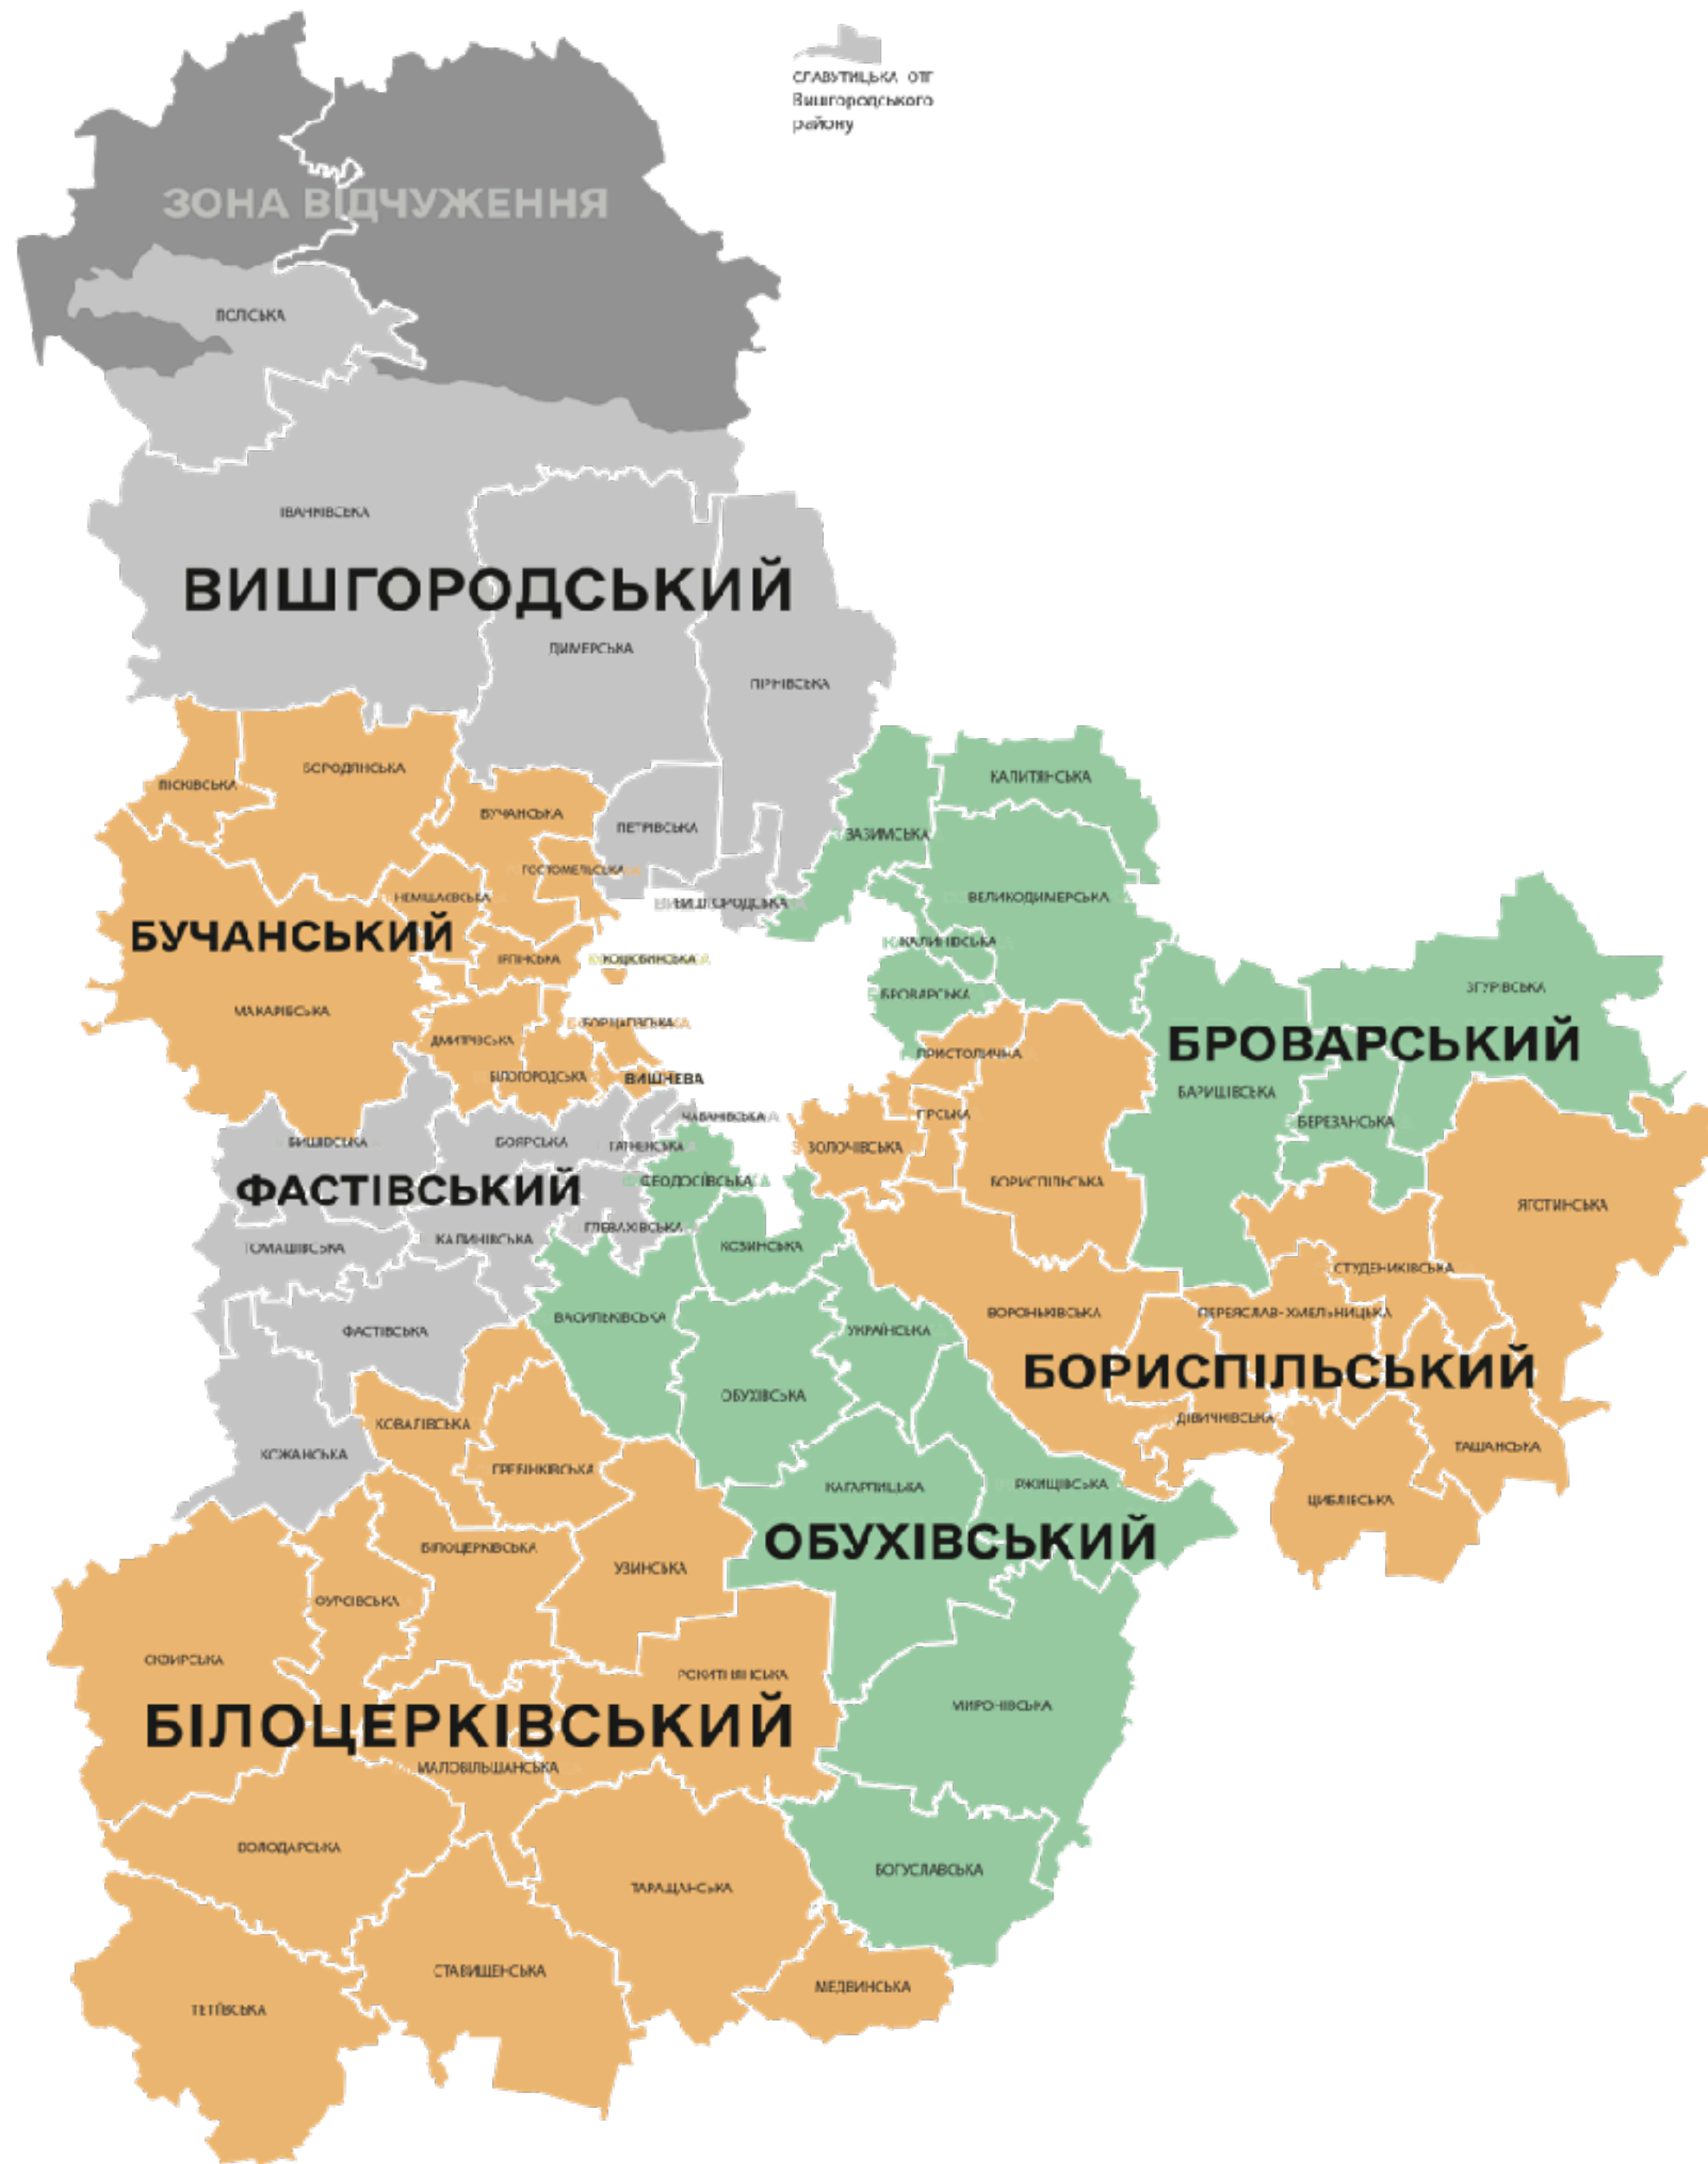 СЛАВУТИЦЬКА ОТГ
Вишгородського
району
ЗОНА ВІДЧУЖЕННЯ
ПОЛІСЬКА
ІВАНКІВСЬКА
ВИШГОРОДСЬКИЙ
ДИМЕРСЬКА
ПІРНІВСЬКА
БОРОДЯНСЬКА
ПІСКІВСЬКА
КАЛИТЯНСЬКА
БУЧАНСЬКА
ПЕТРІВСЬКА
ЗАЗИМСЬКА
ГОСТОМЕЛЬСЬКА
НЕМІШАЄВСЬКА
ВИШГОРОДСЬКА
ВЕЛИКОДИМЕРСЬКА
БУЧАНСЬКИЙ
КАЛИНІВСЬКА
ІРПІНСЬКА
КОЦЮБИНСЬКА
БРОВАРСЬКА
ЗГУРІВСЬКА
МАКАРІВСЬКА
БОРЩАГІВСЬКА
БРОВАРСЬКИЙ
ДМИТРІВСЬКА
ПРИСТОЛИЧНА
БІЛОГОРОДСЬКА
ВИШНЕВА
БАРИШІВСЬКА
ЧАБАНІВСЬКА
ГІРСЬКА
БЕРЕЗАНСЬКА
БИШІВСЬКА
БОЯРСЬКА
ГАТНЕНСЬКА
ЗОЛОЧІВСЬКА
ФАСТІВСЬКИЙ
ФЕОДОСІЇВСЬКА
БОРИСПІЛЬСЬКА
ЯГОТИНСЬКА
ГЛЕВАХІВСЬКА
ТОМАШІВСЬКА
КАЛИНІВСЬКА
КОЗИНСЬКА
СТУДЕНИКІВСЬКА
ВАСИЛЬКІВСЬКА
ВОРОНЬКІВСЬКА
ПЕРЕЯСЛАВ-ХМЕЛЬНИЦЬКА
ФАСТІВСЬКА
УКРАЇНСЬКА
БОРИСПІЛЬСЬКИЙ
ОБУХІВСЬКА
КОВАЛІВСЬКА
ДІВИЧКІВСЬКА
КОЖАНСЬКА
ТАШАНСЬКА
ГРЕБІНКІВСЬКА
КАГАРЛИЦЬКА
РЖИЩІВСЬКА
ЦИБЛІВСЬКА
ОБУХІВСЬКИЙ
БІЛОЦЕРКІВСЬКА
УЗИНСЬКА
ФУРСІВСЬКА
СКВИРСЬКА
РОКИТНЯНСЬКА
МИРОНІВСЬКА
БІЛОЦЕРКІВСЬКИЙ
МАЛОВІЛЬШАНСЬКА
ВОЛОДАРСЬКА
БОГУСЛАВСЬКА
ТАРАЩАНСЬКА
СТАВИЩЕНСЬКА
МЕДВИНСЬКА
ТЕТІЇВСЬКА